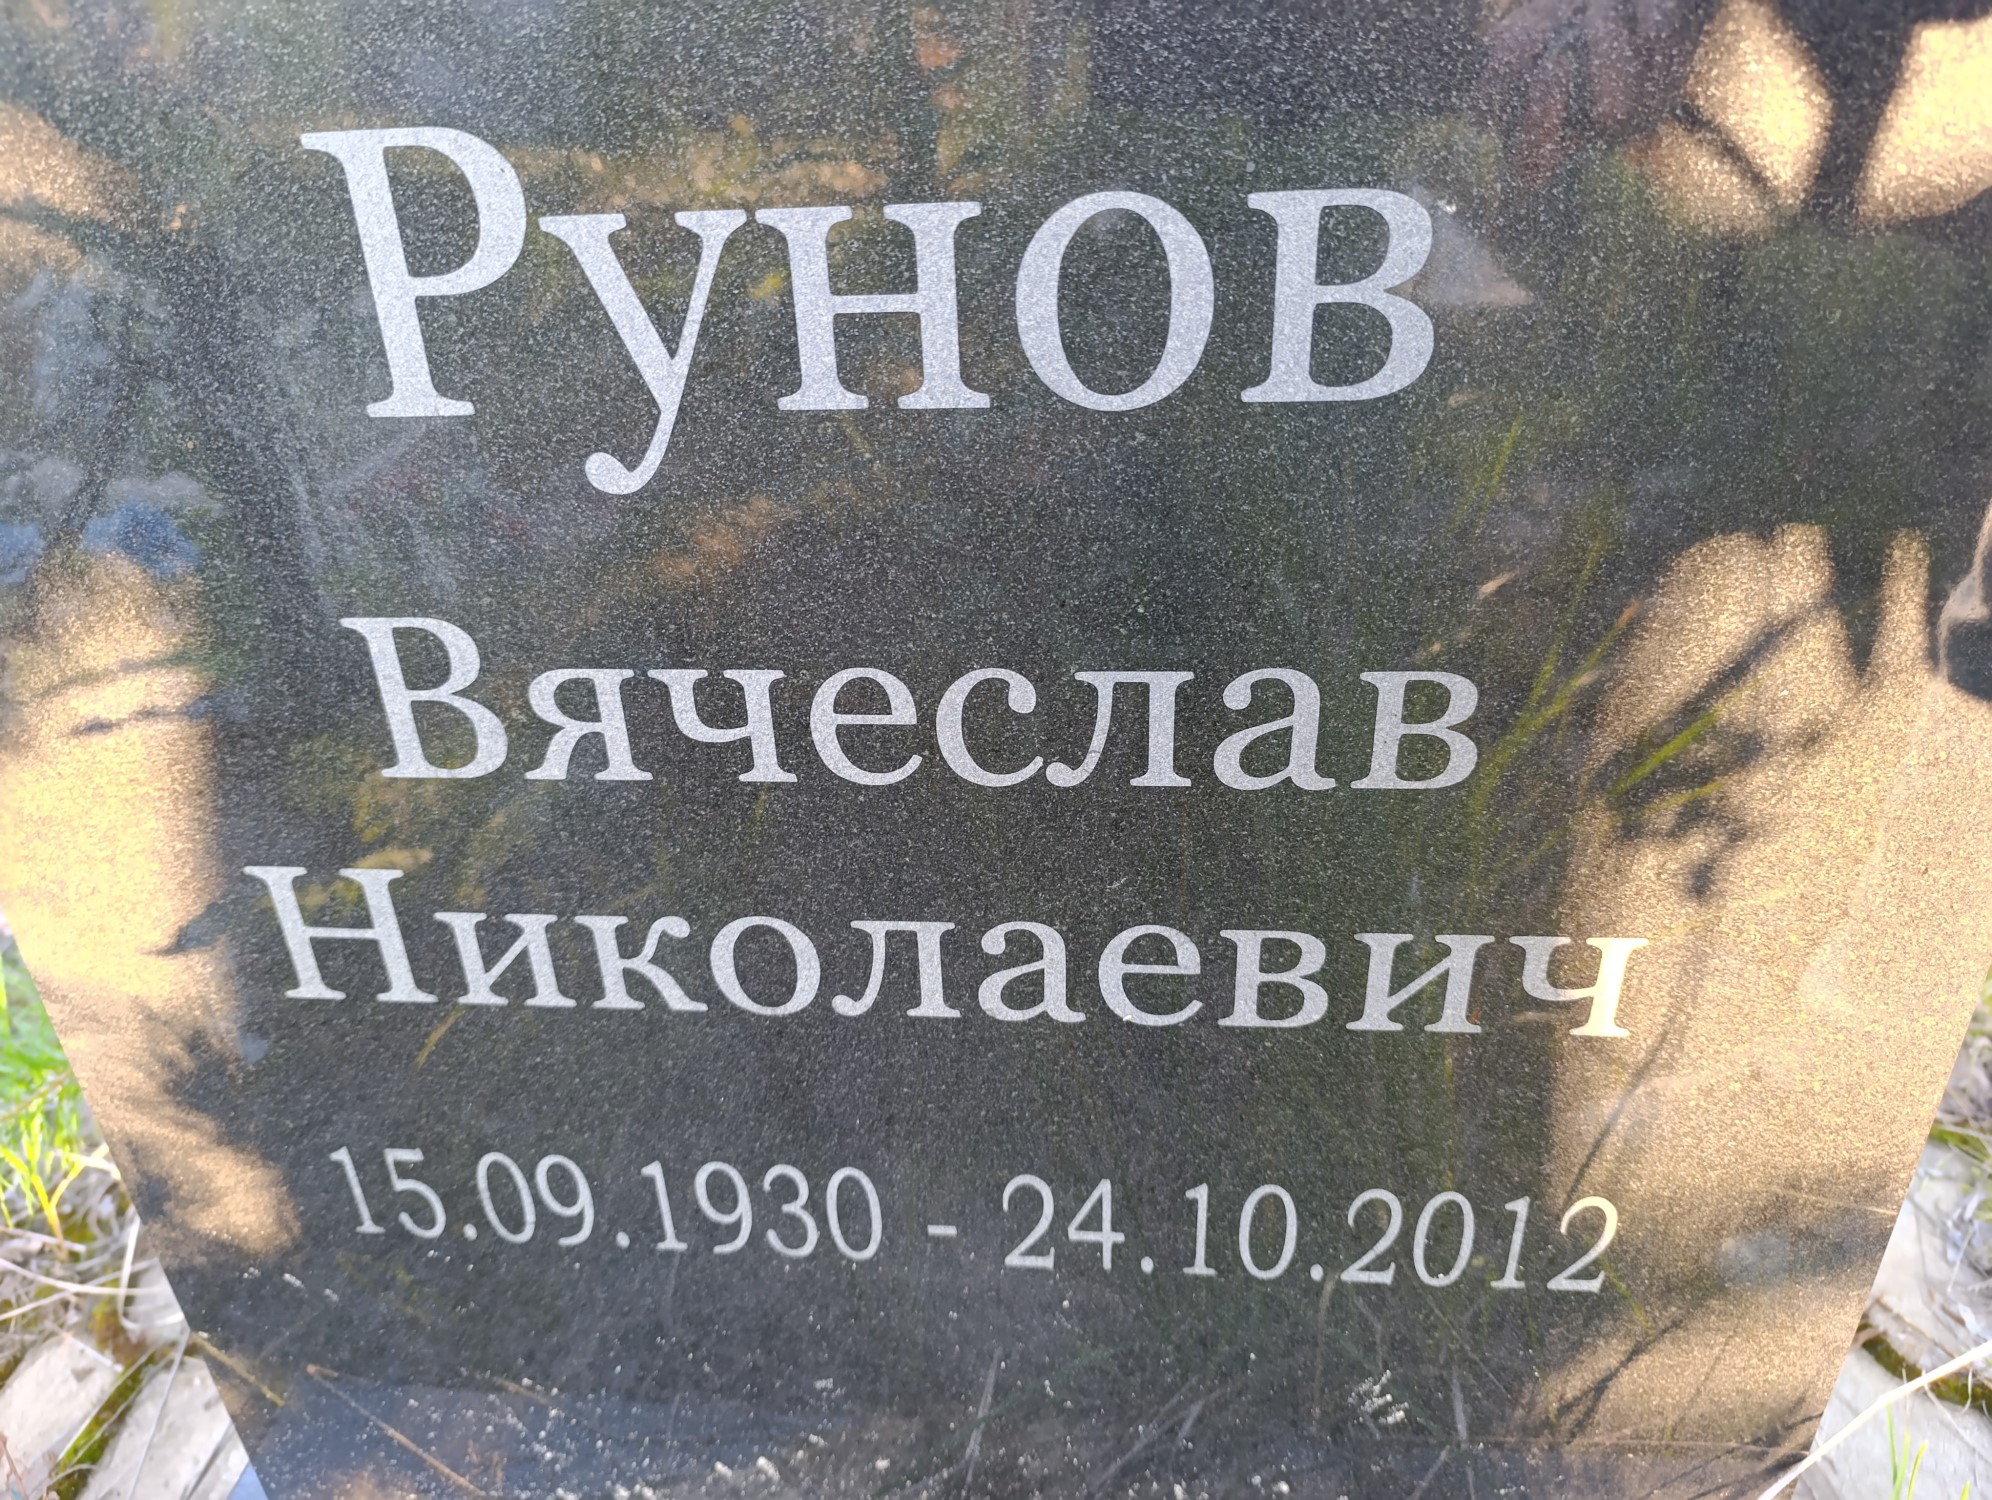 Рунов
Вячеслав
Николаевич
15.09.1930 - 24.10.2012